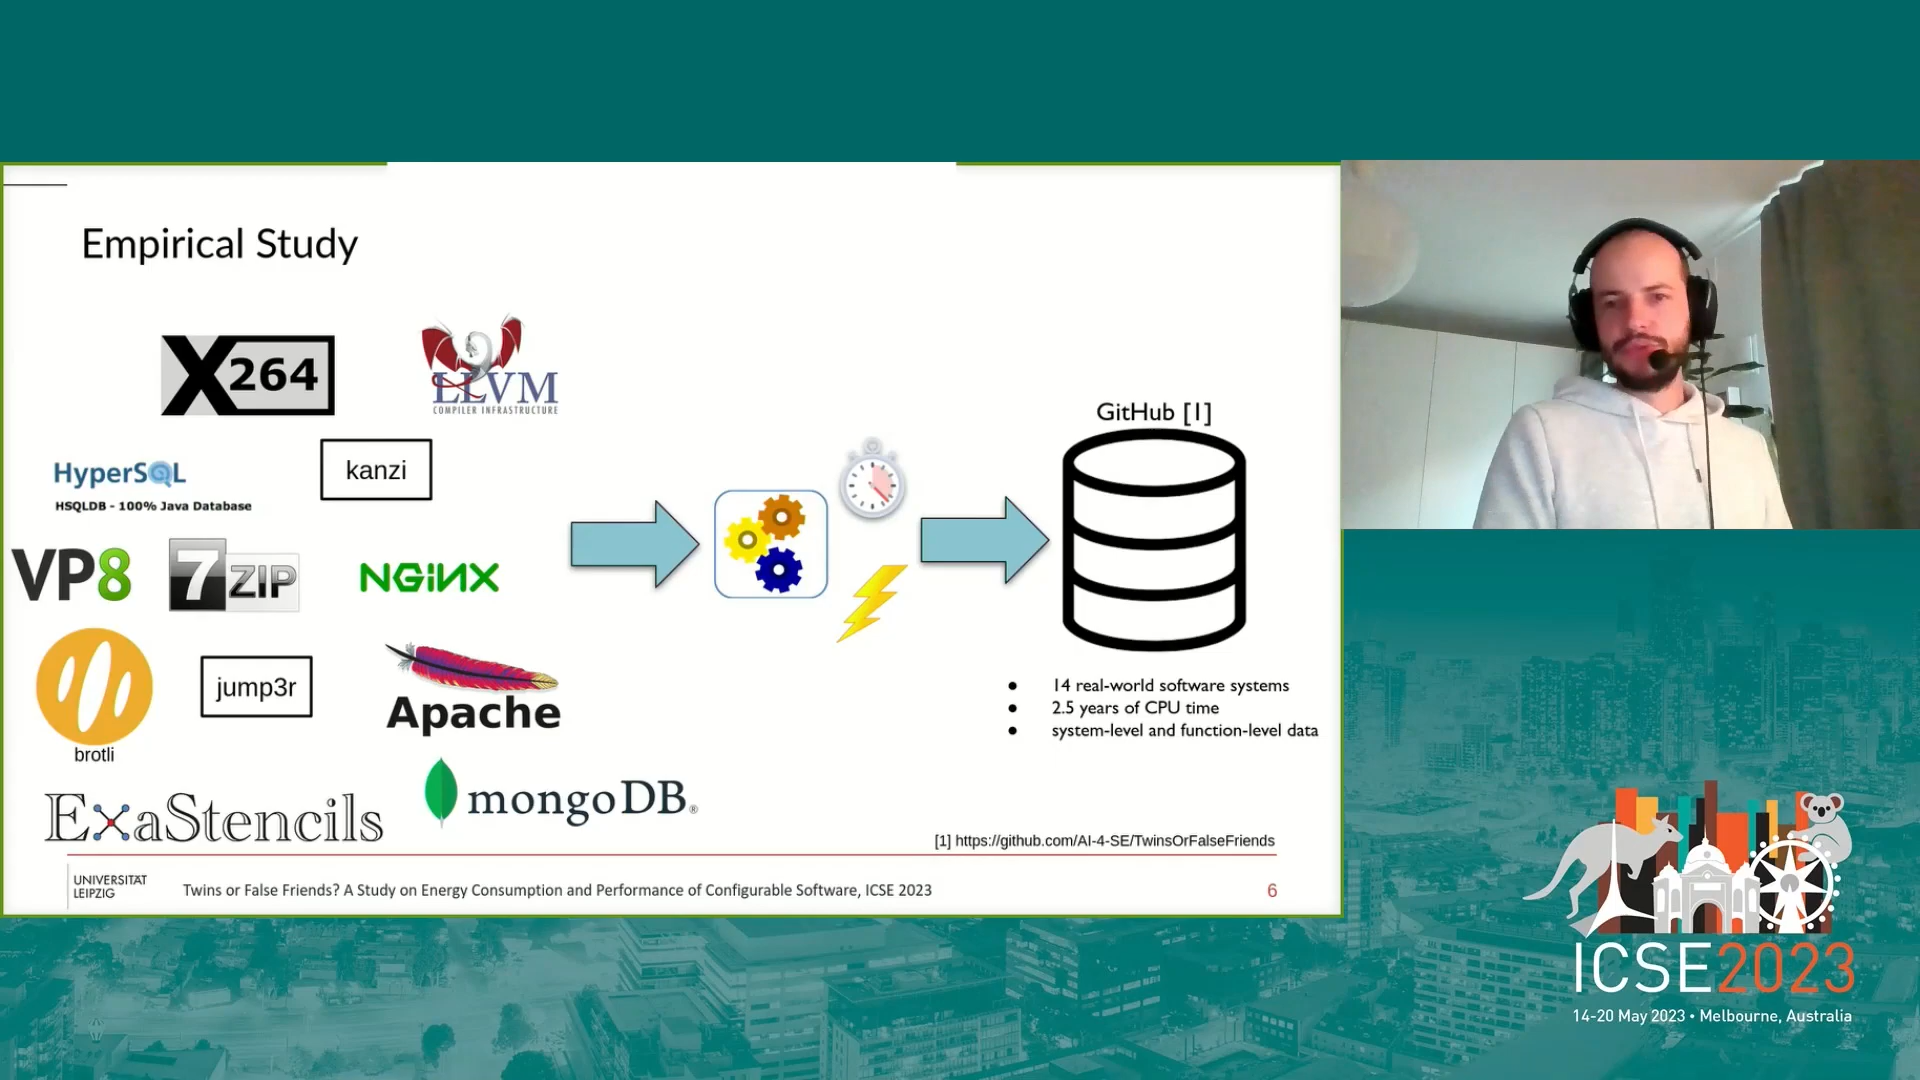 Empirical Study
X264
LLVM
COMPILER INFRASTRUCTURE
HyperSQL
HSQLDB - 100% Java Database
kanzi
VP8
7ZIP
NGiNX
brotli
jump3r
Apache
ExaStencils
mongoDB®
GitHub [1]
● 14 real-world software systems
● 2.5 years of CPU time
● system-level and function-level data
[1] https://github.com/AI-4-SE/TwinsOrFalseFriends
UNIVERSITÄT
LEIPZIG
Twins or False Friends? A Study on Energy Consumption and Performance of Configurable Software, ICSE 2023
6
ICSE2023
14-20 May 2023 • Melbourne, Australia